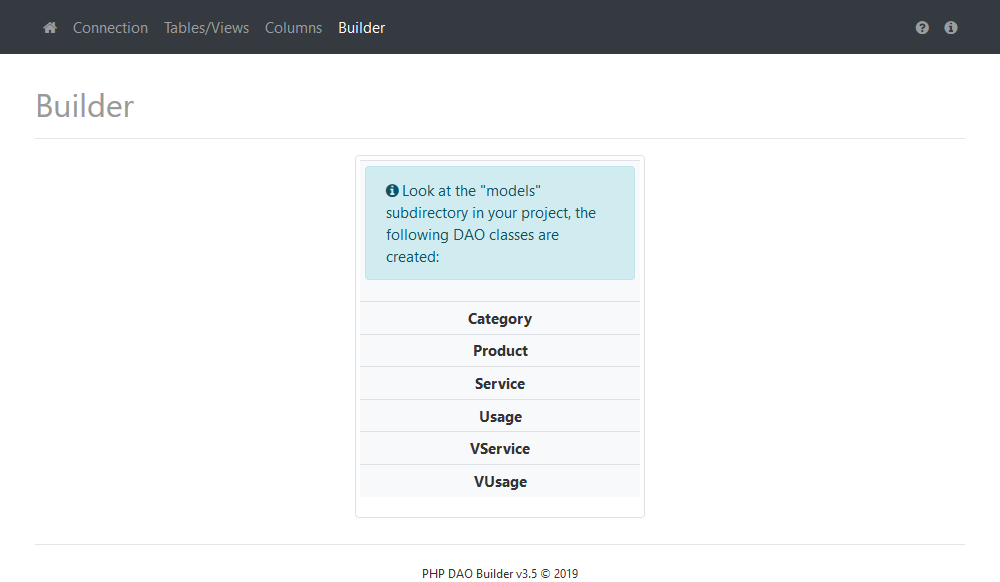 Connection Tables/Views Columns Builder
Builder
Look at the "models"
subdirectory in your project, the
following DAO classes are
created:
Category
Product
Service
Usage
VService
VUsage
PHP DAO Builder v3.5 © 2019